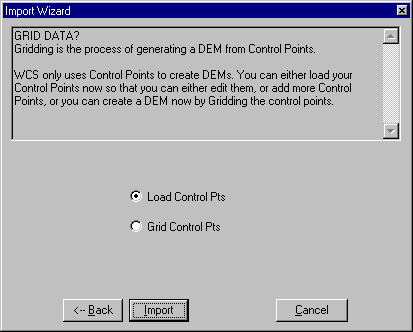 Import Wizard
GRID DATA?
Gridding is the process of generating a DEM from Control Points.
WCS only uses Control Points to create DEMs. You can either load your
Control Points now so that you can either edit them, or add more Control
Points, or you can create a DEM now by Gridding the control points.
Load Control Pts
Grid Control Pts
<-- Back
Import
Cancel